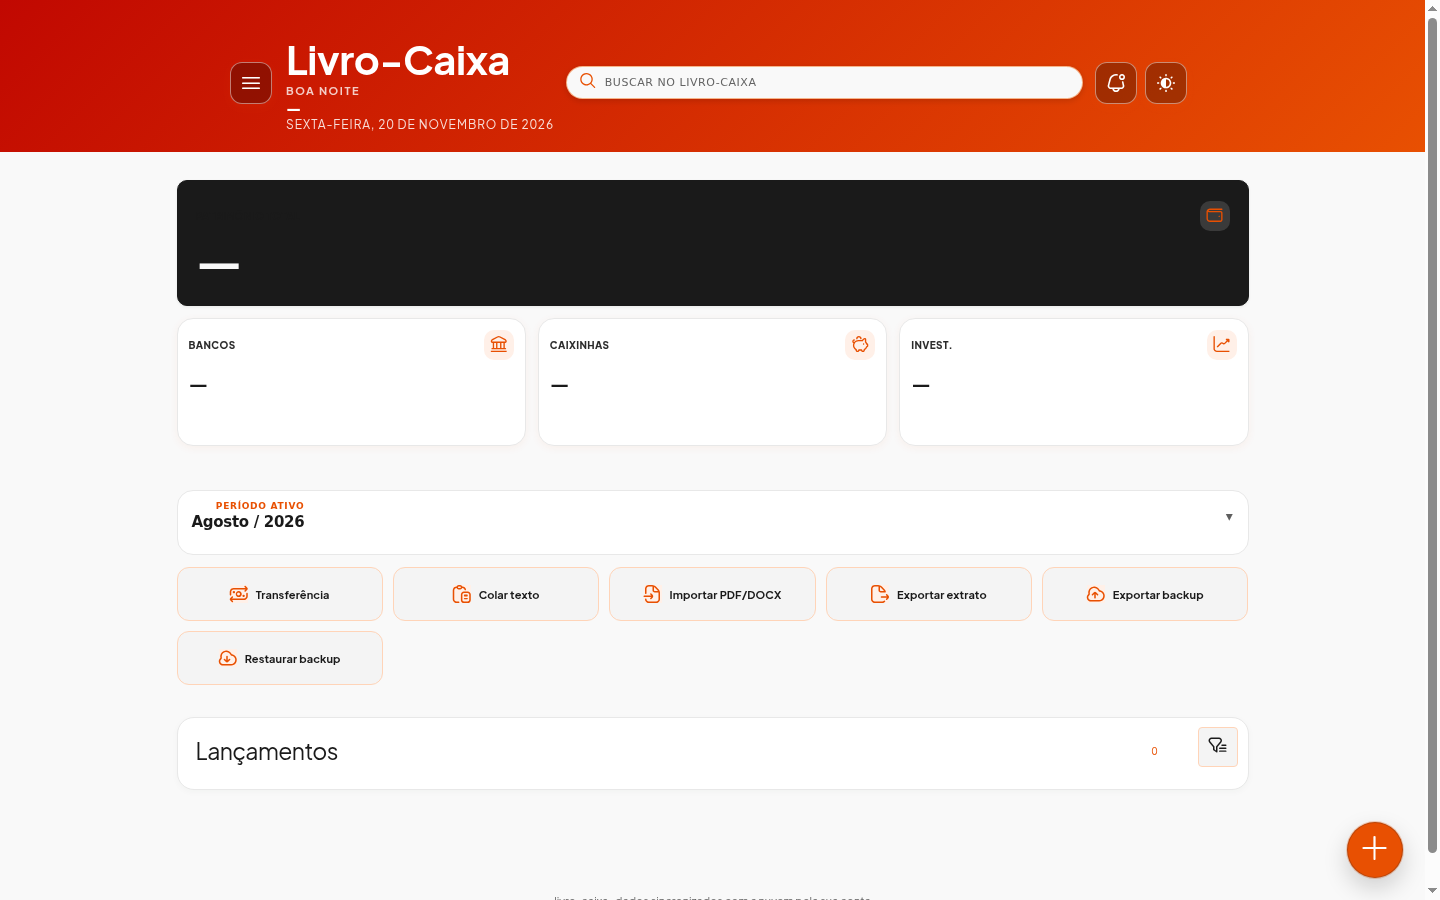 Livro-Caixa
BOA NOITE
—
SEXTA-FEIRA, 20 DE NOVEMBRO DE 2026
BUSCAR NO LIVRO-CAIXA
—
BANCOS
—
CAIXINHAS
—
INVEST.
—
PERÍODO ATIVO
Agosto / 2026
▼
Transferência
Colar texto
Importar PDF/DOCX
Exportar extrato
Exportar backup
Restaurar backup
Lançamentos
0